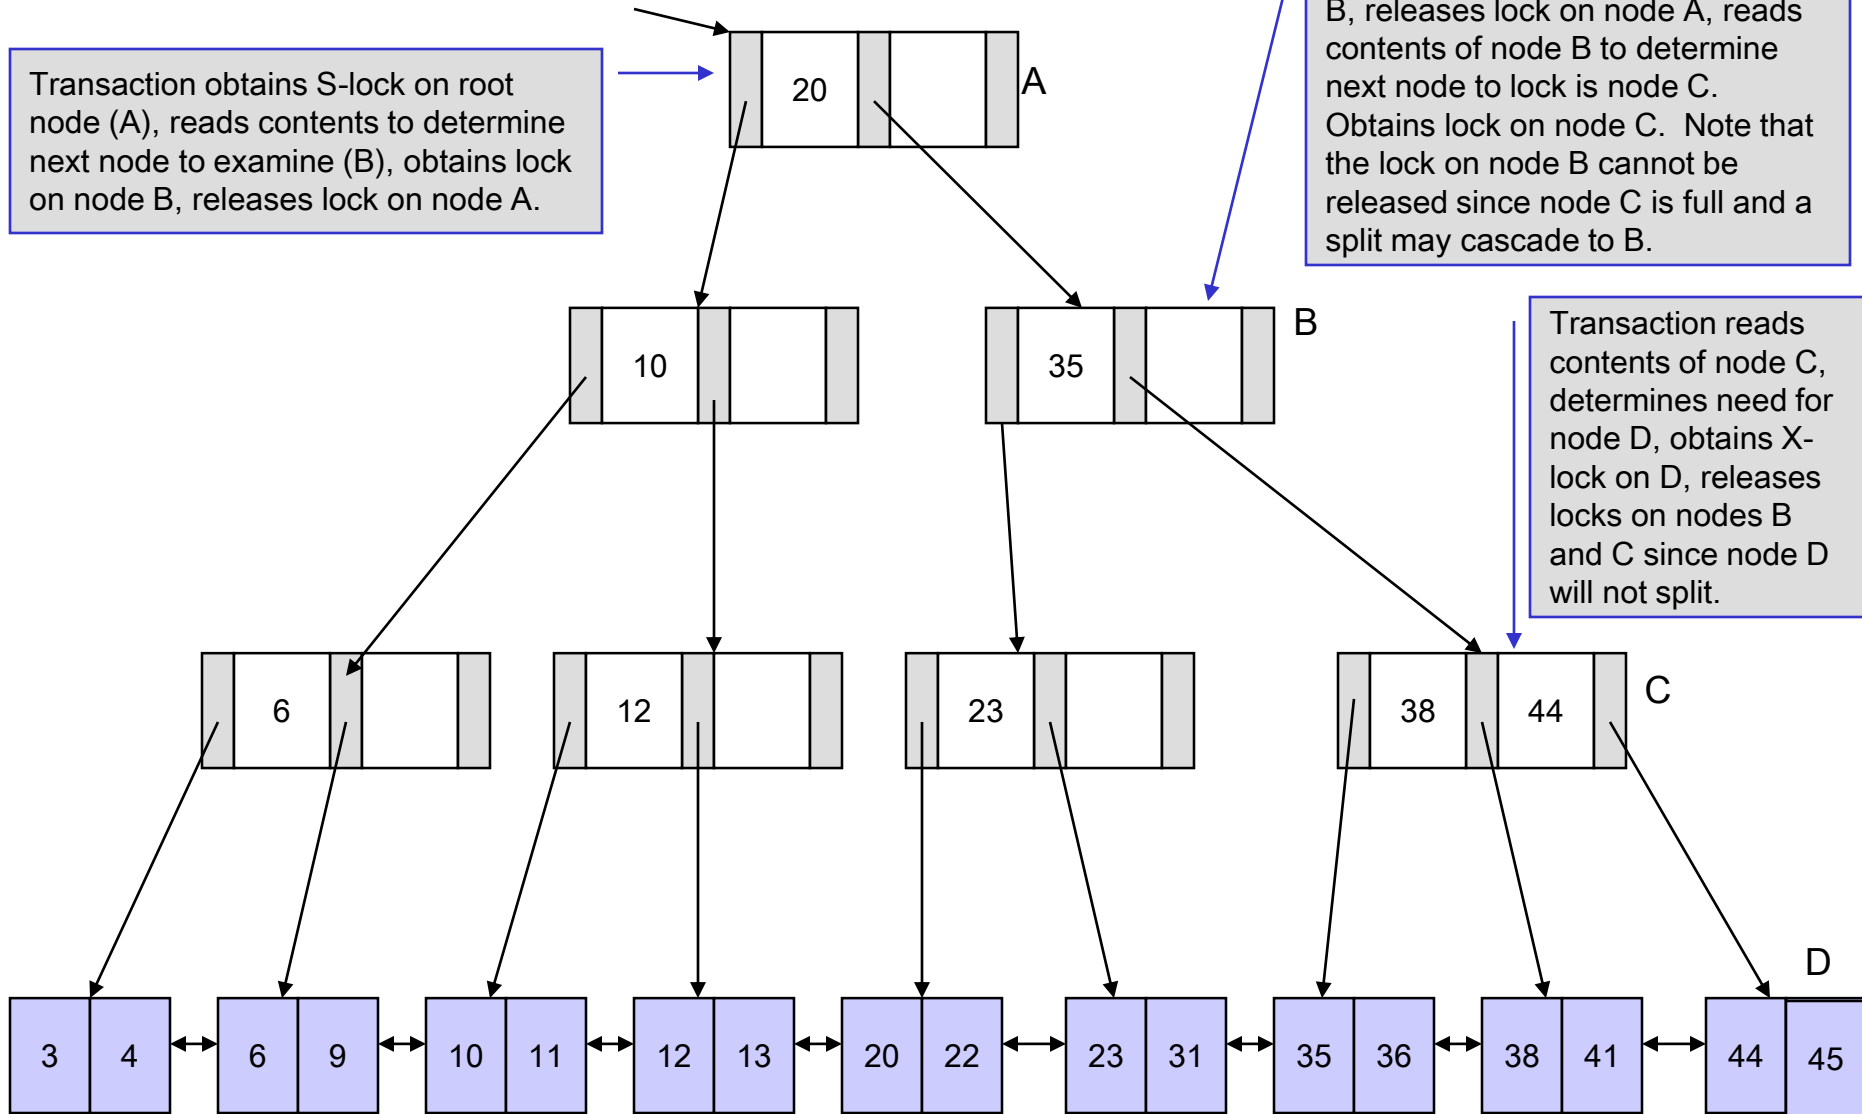 B, releases lock on node A, reads
contents of node B to determine
next node to lock is node C.
Obtains lock on node C.  Note that
the lock on node B cannot be
released since node C is full and a
split may cascade to B.
Transaction obtains S-lock on root
node (A), reads contents to determine
next node to examine (B), obtains lock
on node B, releases lock on node A.
20
A
10
35
B
Transaction reads
contents of node C,
determines need for
node D, obtains X-
lock on D, releases
locks on nodes B
and C since node D
will not split.
6
12
23
38 44
C
D
3 4 6 9 10 11 12 13 20 22 23 31 35 36 38 41 44 45